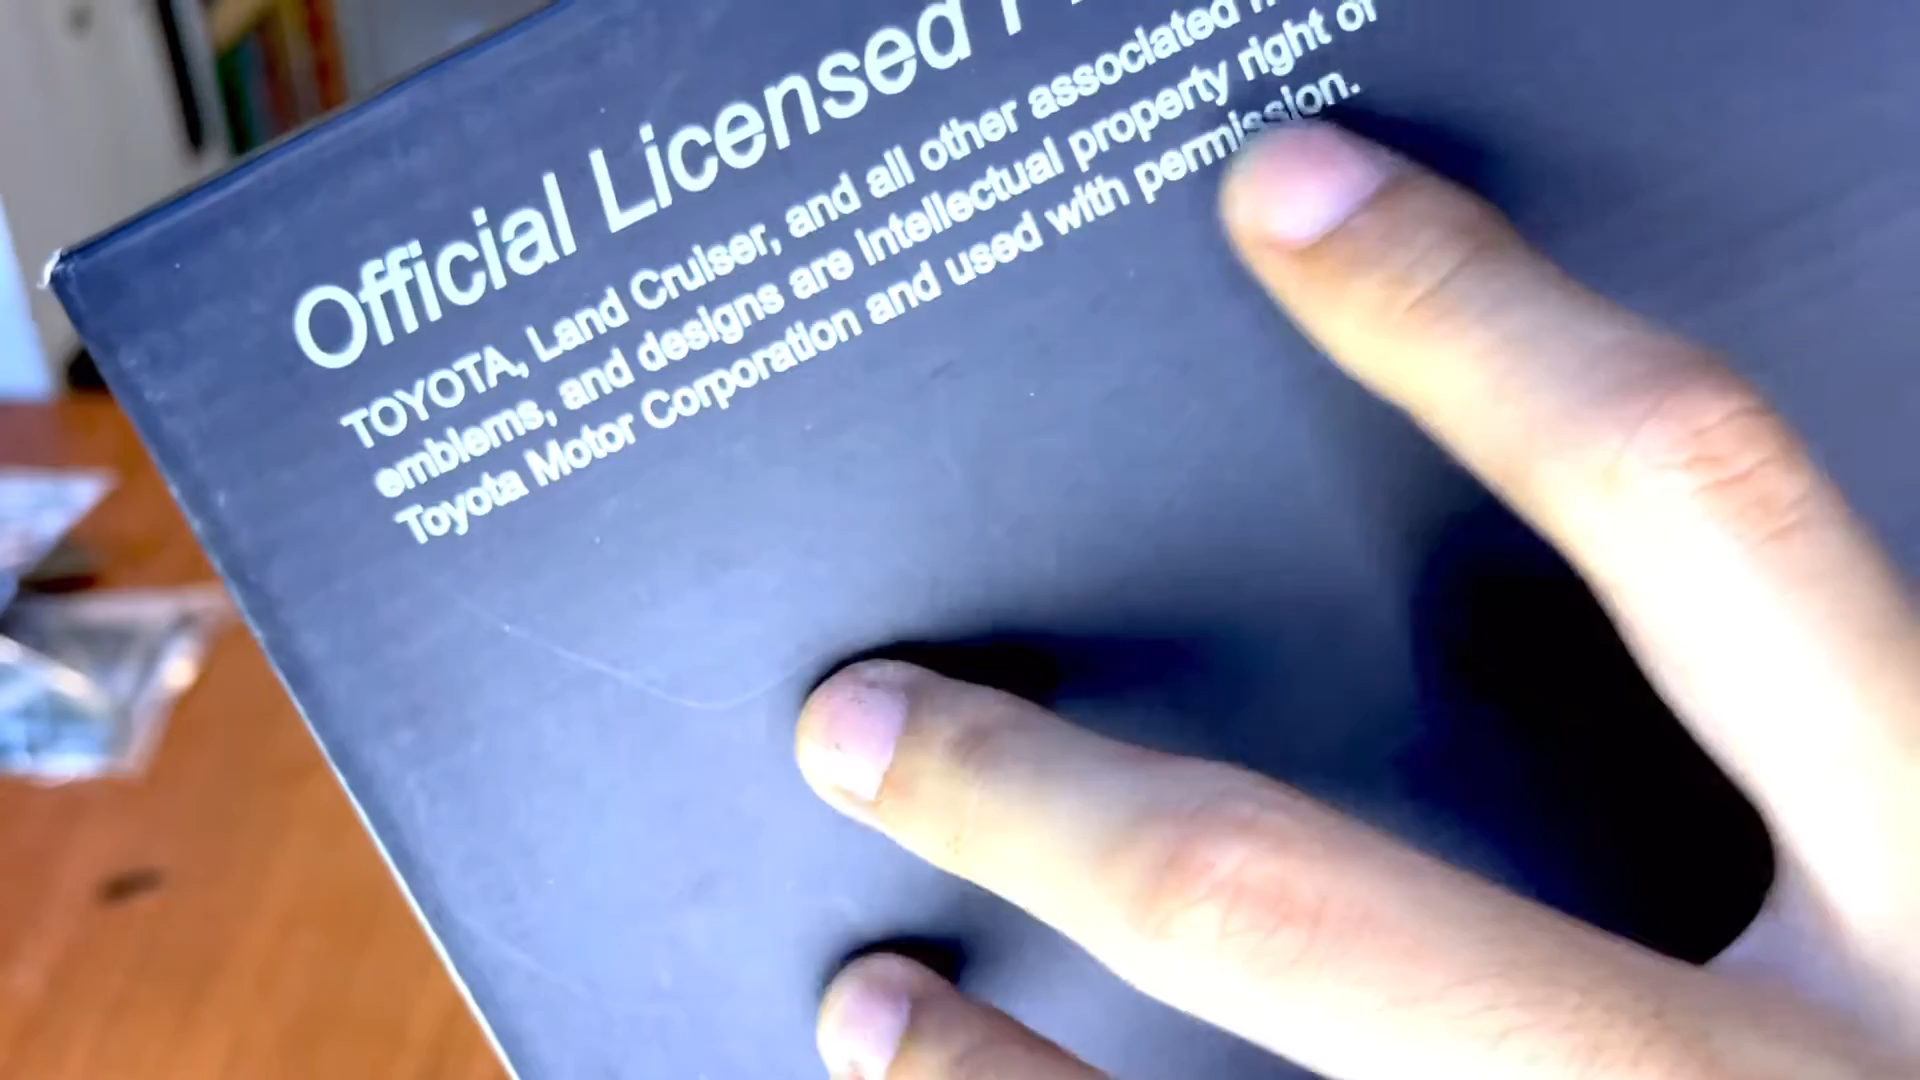 Official Licensed
TOYOTA, Land Cruiser, and all other associated
emblems, and designs are intellectual property right of
Toyota Motor Corporation and used with permission.